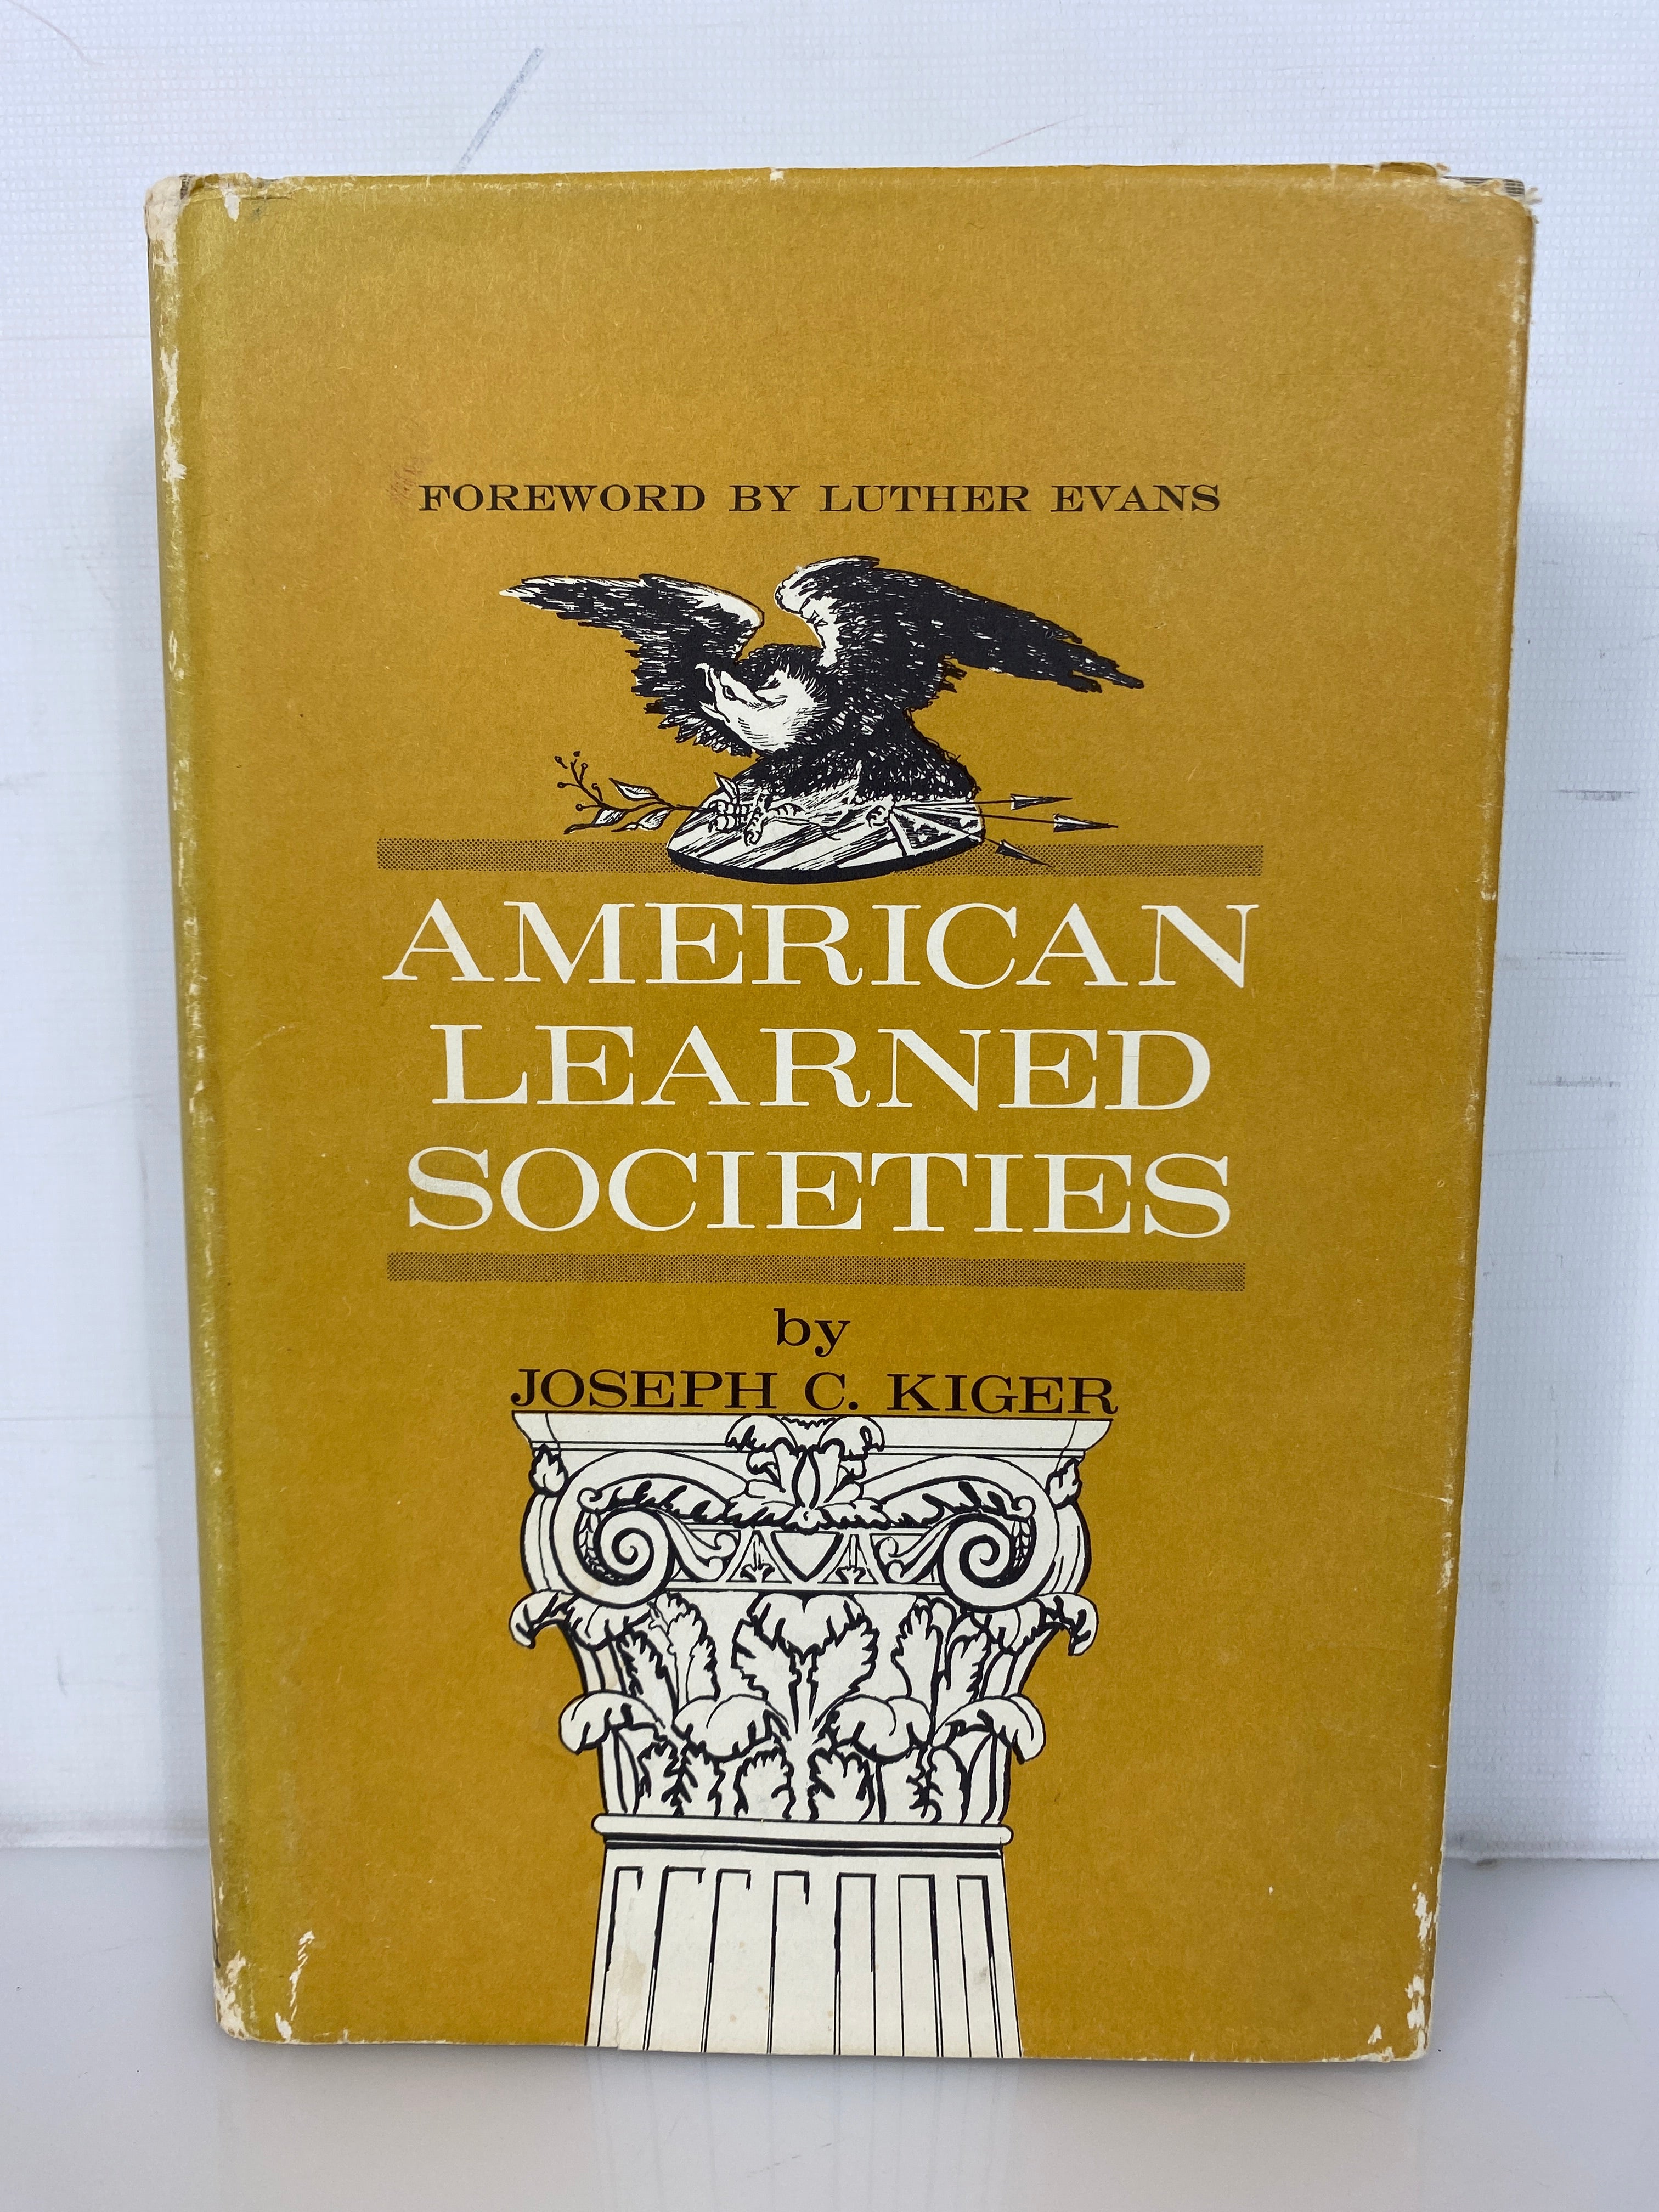 FOREWORD BY LUTHER EVANS
AMERICAN
LEARNED
SOCIETIES
by
JOSEPH C. KIGER